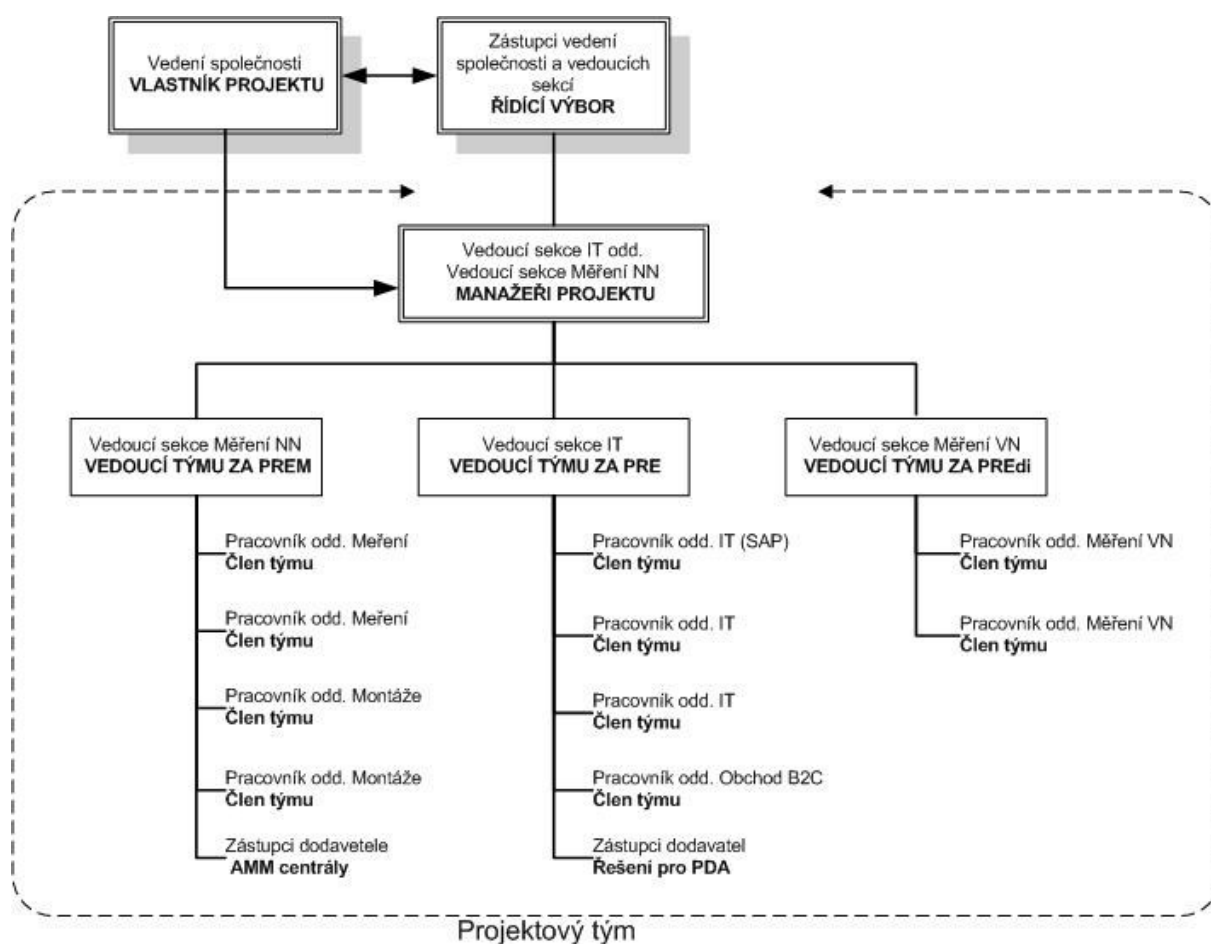 Vedení společnosti
VLASTNÍK PROJEKTU
Zástupci vedení
společnosti a vedoucích
sekcí
ŘÍDÍCÍ VÝBOR
Vedoucí sekce IT odd.
Vedoucí sekce Měření NN
MANAŽEŘI PROJEKTU
Vedoucí sekce Měření NN
VEDOUCÍ TÝMU ZA PREM
Pracovník odd. Meření
Člen týmu
Pracovník odd. Meření
Člen týmu
Pracovník odd. Montáže
Člen týmu
Pracovník odd. Montáže
Člen týmu
Zástupci dodavetele
AMM centrály
Vedoucí sekce IT
VEDOUCÍ TÝMU ZA PRE
Pracovník odd. IT (SAP)
Člen týmu
Pracovník odd. IT
Člen týmu
Pracovník odd. IT
Člen týmu
Pracovník odd. Obchod B2C
Člen týmu
Zástupci dodavatel
Řešení pro PDA
Vedoucí sekce Měření VN
VEDOUCÍ TÝMU ZA PREdi
Pracovník odd. Měření VN
Člen týmu
Pracovník odd. Měření VN
Člen týmu
Projektový tým